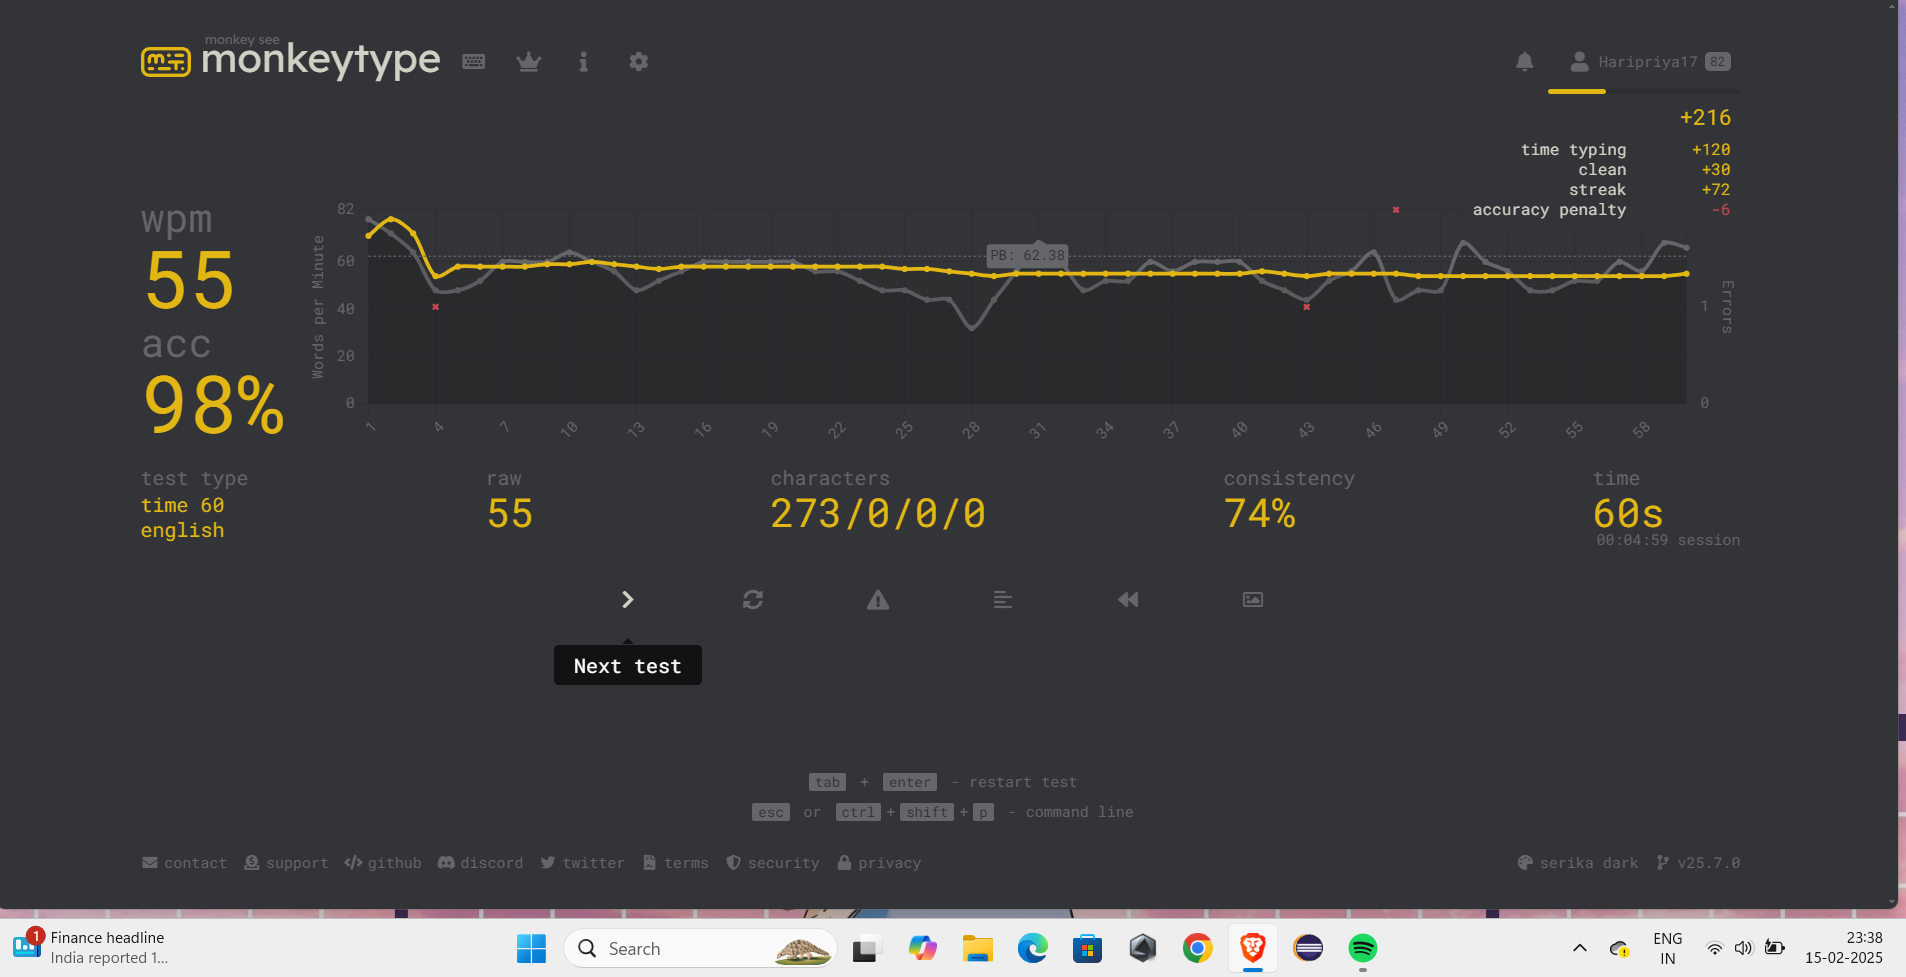 monkey see
monkeytype
Haripriya17 82
+216
time typing +120
clean +30
streak +72
accuracy penalty -6
wpm
55
acc
98%
Words per Minute
82
60
40
20
0
PB: 62.38
Errors
1
0
1 4 7 10 13 16 19 22 25 28 31 34 37 40 43 46 49 52 55 58
test type
time 60
english
raw
55
characters
273/0/0/0
consistency
74%
time
60s
00:04:59 session
Next test
tab + enter - restart test
esc or ctrl + shift + p - command line
contact support github discord twitter terms security privacy
serika dark v25.7.0
1
Finance headline
India reported 1...
Search
ENG
IN
23:38
15-02-2025